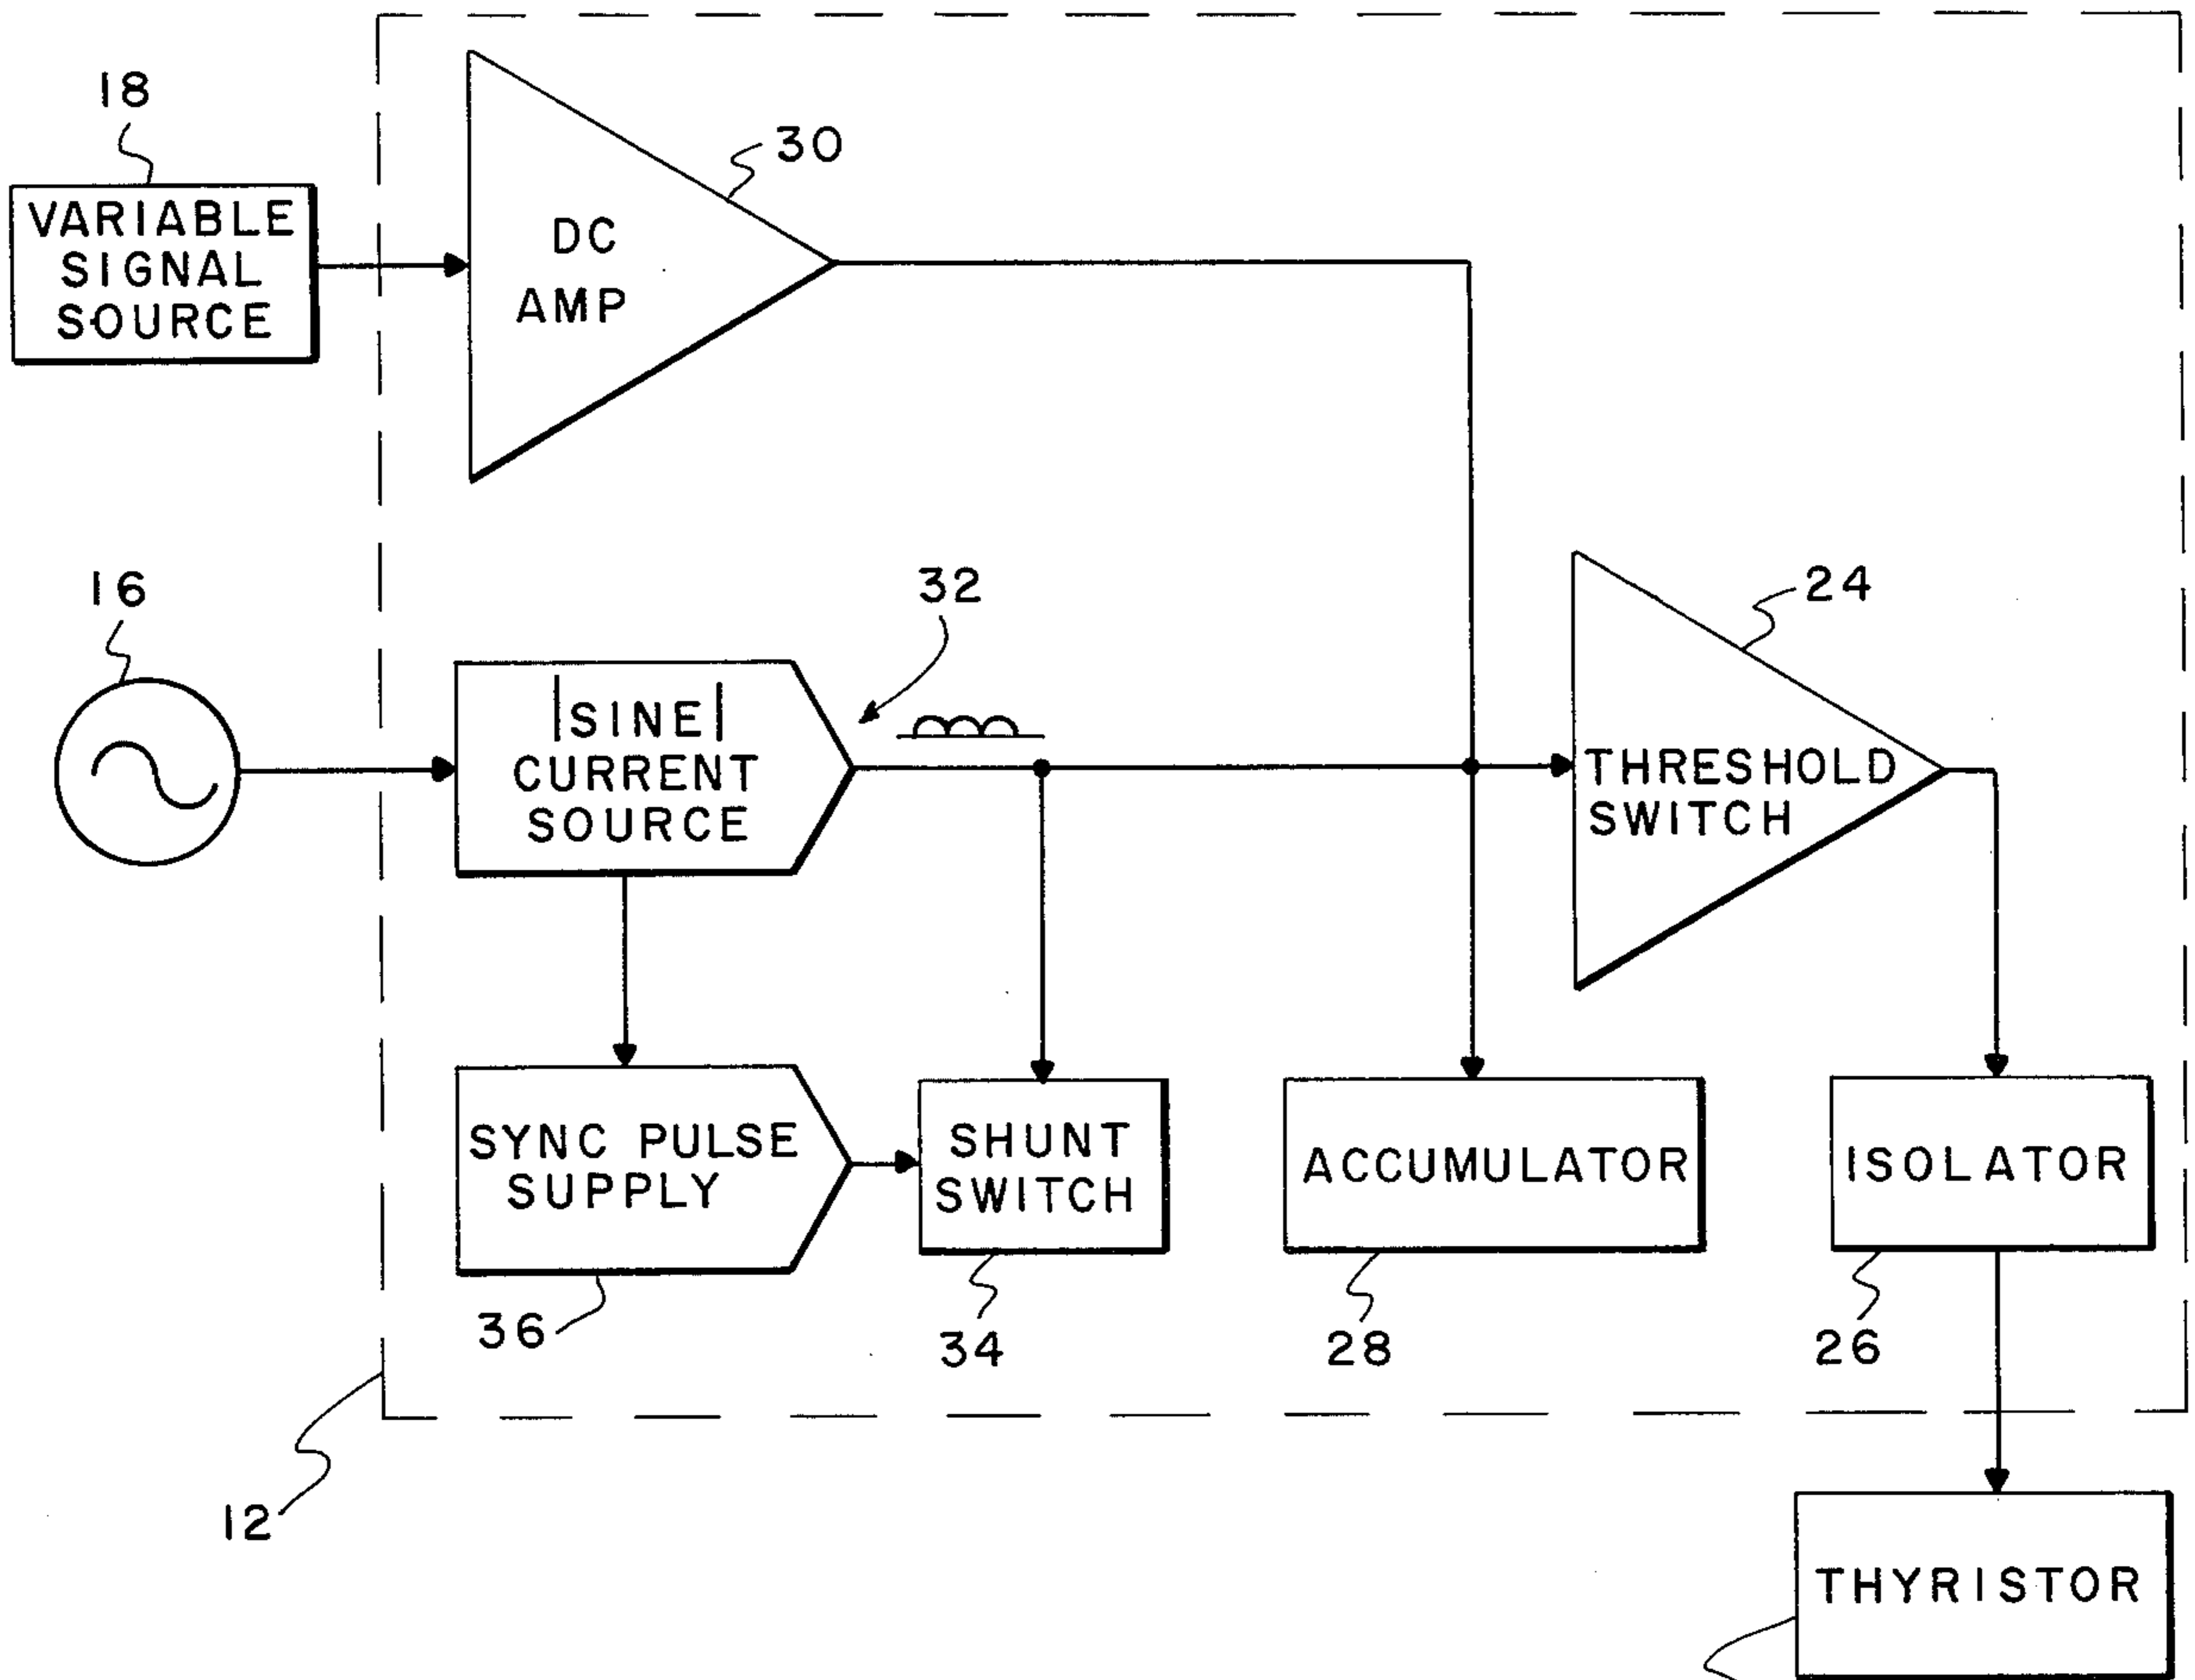 18
VARIABLE
SIGNAL
SOURCE
30
DC
AMP
16
32
|SINE|
CURRENT
SOURCE
24
THRESHOLD
SWITCH
SYNC PULSE
SUPPLY
36
SHUNT
SWITCH
34
ACCUMULATOR
28
ISOLATOR
26
12
THYRISTOR